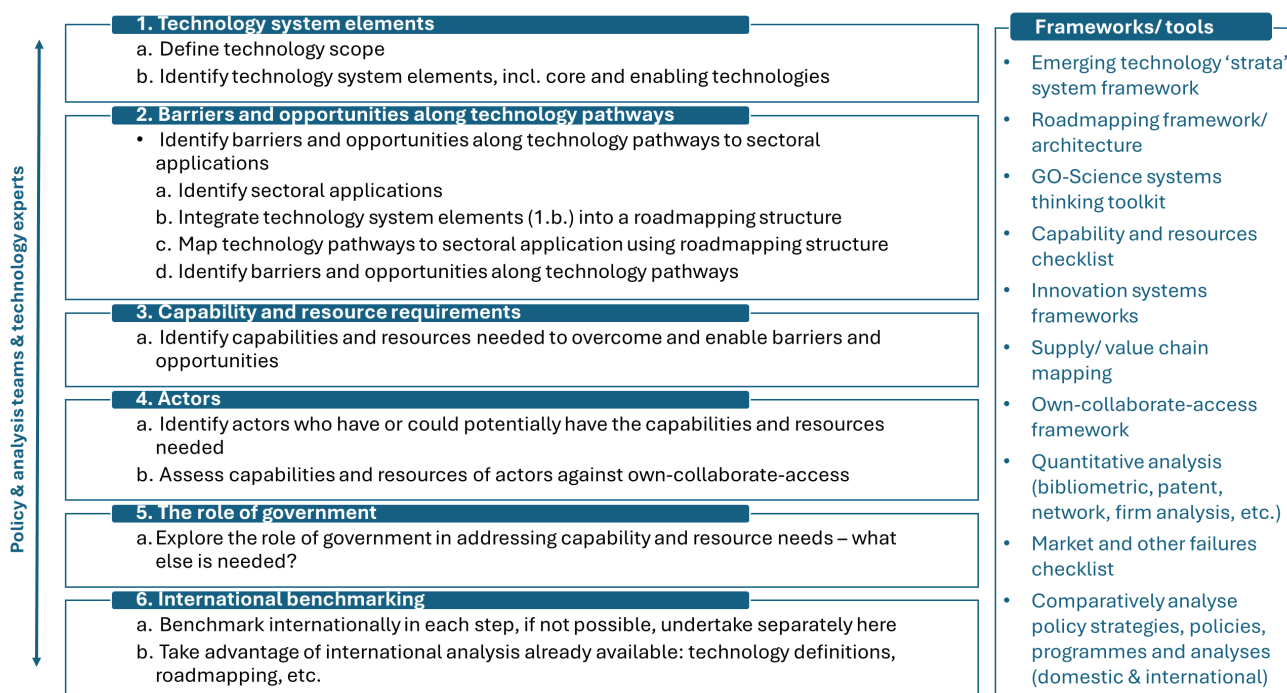 Policy & analysis teams & technology experts
1. Technology system elements
a. Define technology scope
b. Identify technology system elements, incl. core and enabling technologies
2. Barriers and opportunities along technology pathways
• Identify barriers and opportunities along technology pathways to sectoral
applications
a. Identify sectoral applications
b. Integrate technology system elements (1.b.) into a roadmapping structure
c. Map technology pathways to sectoral application using roadmapping structure
d. Identify barriers and opportunities along technology pathways
3. Capability and resource requirements
a. Identify capabilities and resources needed to overcome and enable barriers and
opportunities
4. Actors
a. Identify actors who have or could potentially have the capabilities and resources
needed
b. Assess capabilities and resources of actors against own-collaborate-access
5. The role of government
a. Explore the role of government in addressing capability and resource needs – what
else is needed?
6. International benchmarking
a. Benchmark internationally in each step, if not possible, undertake separately here
b. Take advantage of international analysis already available: technology definitions,
roadmapping, etc.
Frameworks/ tools
• Emerging technology ‘strata’
system framework
• Roadmapping framework/
architecture
• GO-Science systems
thinking toolkit
• Capability and resources
checklist
• Innovation systems
frameworks
• Supply/ value chain
mapping
• Own-collaborate-access
framework
• Quantitative analysis
(bibliometric, patent,
network, firm analysis, etc.)
• Market and other failures
checklist
• Comparatively analyse
policy strategies, policies,
programmes and analyses
(domestic & international)